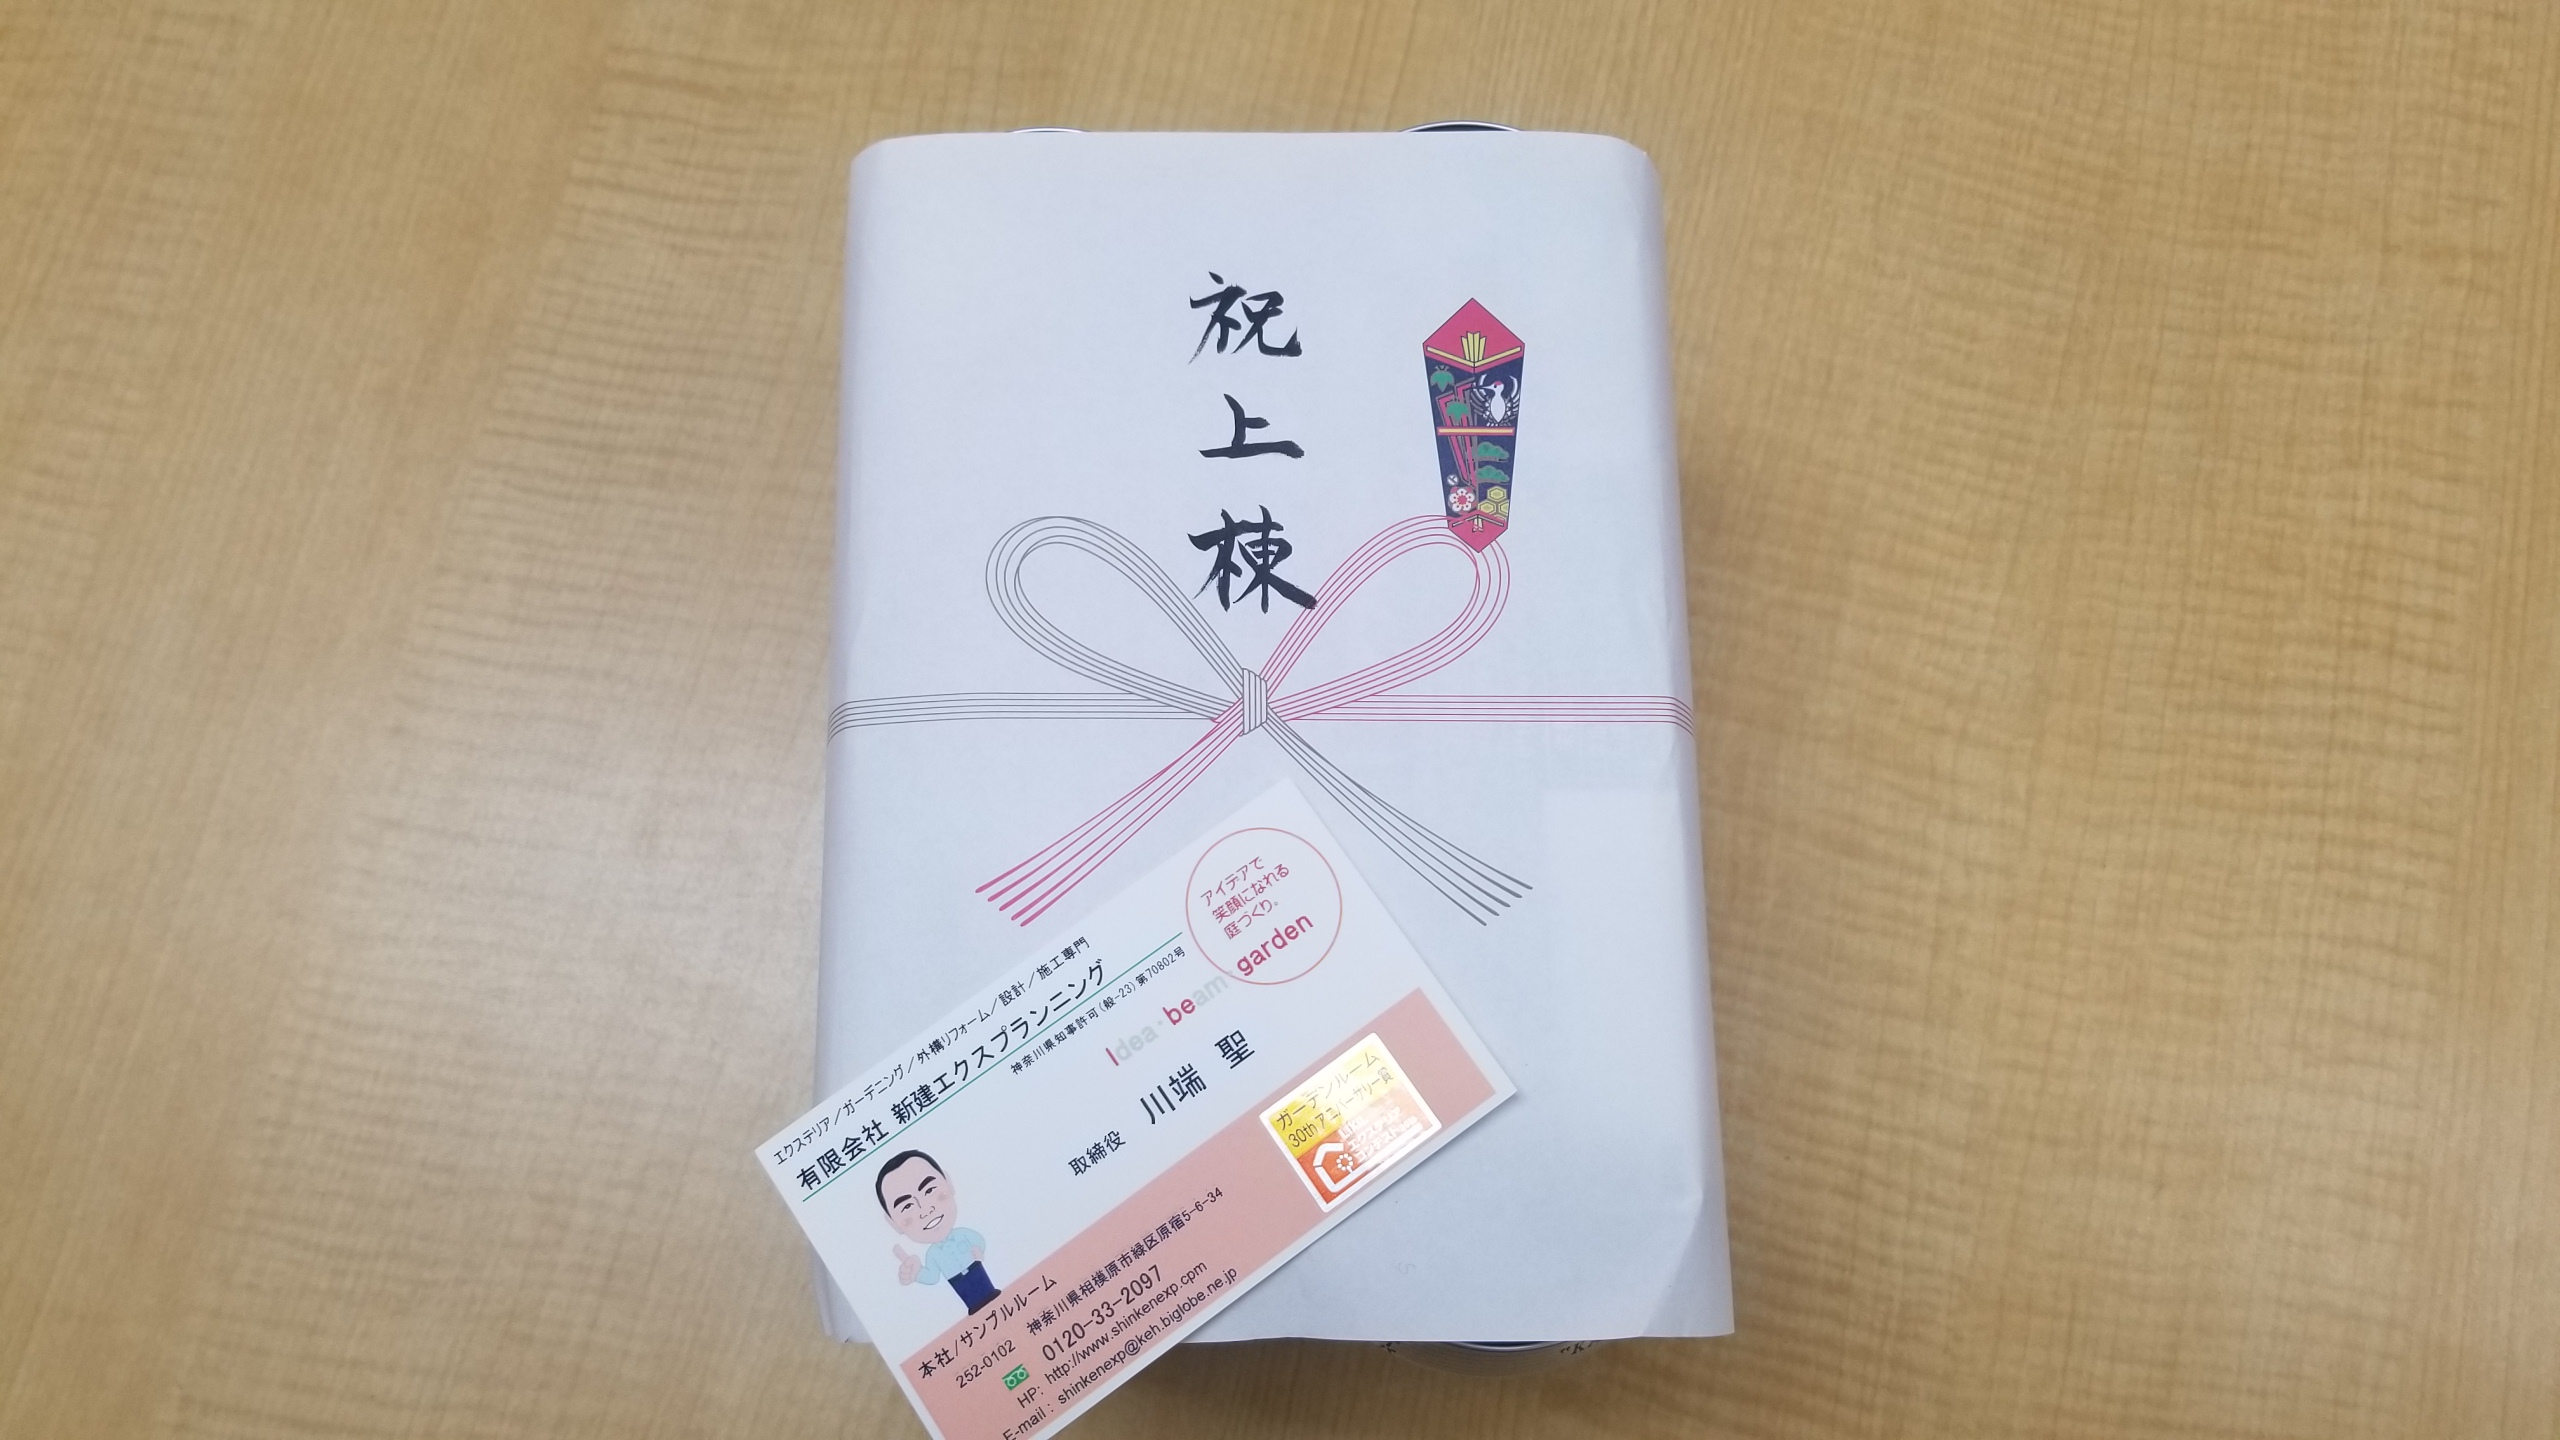 祝上棟
エクステリア/ガーデニング/外構リフォーム/設計/施工専門
有限会社 新建エクスプランニング
神奈川県知事許可(般-23)第70802号
アイデアで
笑顔になれる
庭づくり。
Idea・beam garden
取締役 川端 聖
ガーデンルーム
30thアニバーサリー賞
本社/サンプルルーム
252-0102 神奈川県相模原市緑区原宿5-6-34
0120-33-2097
HP: http://www.shinkenexp.cpm
E-mail : shinkenexp@keh.biglobe.ne.jp